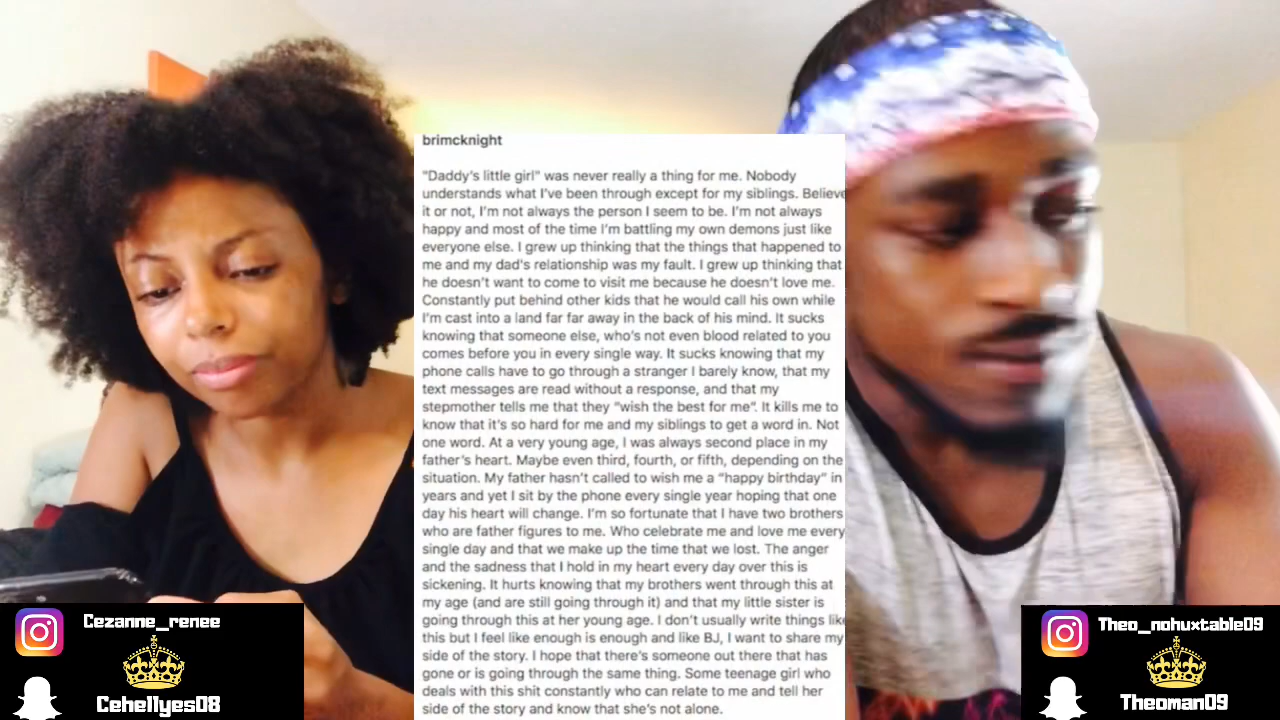 brimcknight
"Daddy's little girl" was never really a thing for me. Nobody
understands what I've been through except for my siblings. Believe
it or not, I'm not always the person I seem to be. I'm not always
happy and most of the time I'm battling my own demons just like
everyone else. I grew up thinking that the things that happened to
me and my dad's relationship was my fault. I grew up thinking that
he doesn't want to come to visit me because he doesn't love me.
Constantly put behind other kids that he would call his own while
I'm cast into a land far far away in the back of his mind. It sucks
knowing that someone else, who's not even blood related to you
comes before you in every single way. It sucks knowing that my
phone calls have to go through a stranger I barely know, that my
text messages are read without a response, and that my
stepmother tells me that they "wish the best for me". It kills me to
know that it's so hard for me and my siblings to get a word in. Not
one word. At a very young age, I was always second place in my
father's heart. Maybe even third, fourth, or fifth, depending on the
situation. My father hasn't called to wish me a "happy birthday" in
years and yet I sit by the phone every single year hoping that one
day his heart will change. I'm so fortunate that I have two brothers
who are father figures to me. Who celebrate me and love me every
single day and that we make up the time that we lost. The anger
and the sadness that I hold in my heart every day over this is
sickening. It hurts knowing that my brothers went through this at
my age (and are still going through it) and that my little sister is
going through this at her young age. I don't usually write things like
this but I feel like enough is enough and like BJ, I want to share my
side of the story. I hope that there's someone out there that has
gone or is going through the same thing. Some teenage girl who
deals with this shit constantly who can relate to me and tell her
side of the story and know that she's not alone.
Cezanne_renee
Cehellyes08
Theo_nohuxtable09
Theoman09